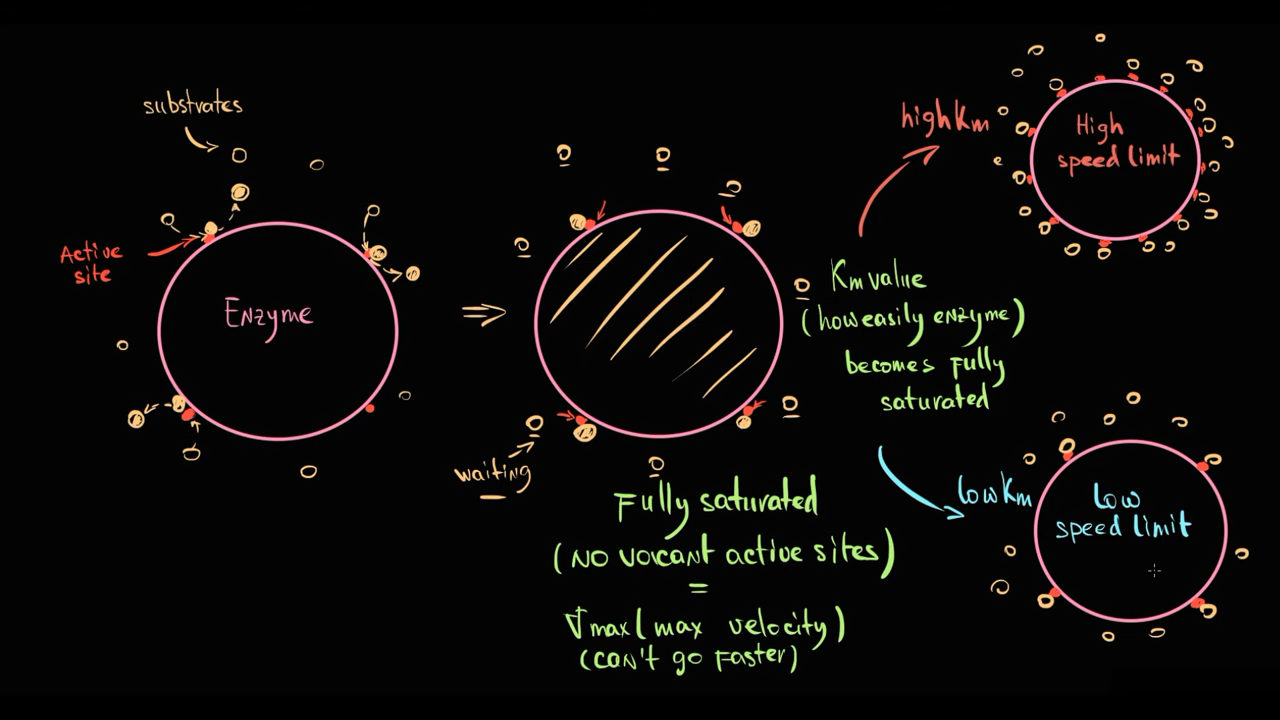 substrates
Active
site
Enzyme
waiting
Fully saturated
(no vacant active sites)
=
Vmax (max velocity)
(can't go faster)
Km value
(how easily enzyme)
becomes fully
saturated
high Km
High
speed limit
low Km
Low
speed limit